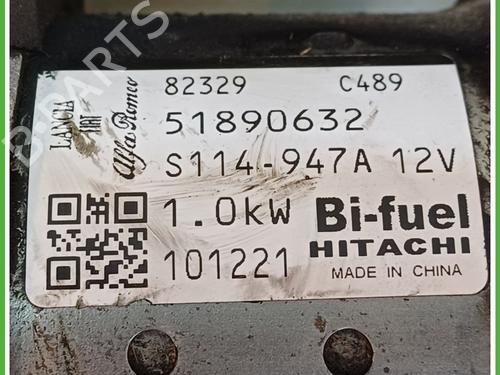 82329 C489
LANCIA
FIAT
Alfa Romeo
51890632
S114-947A 12V
1.0kW Bi-fuel
HITACHI
101221 MADE IN CHINA
B-PARTS